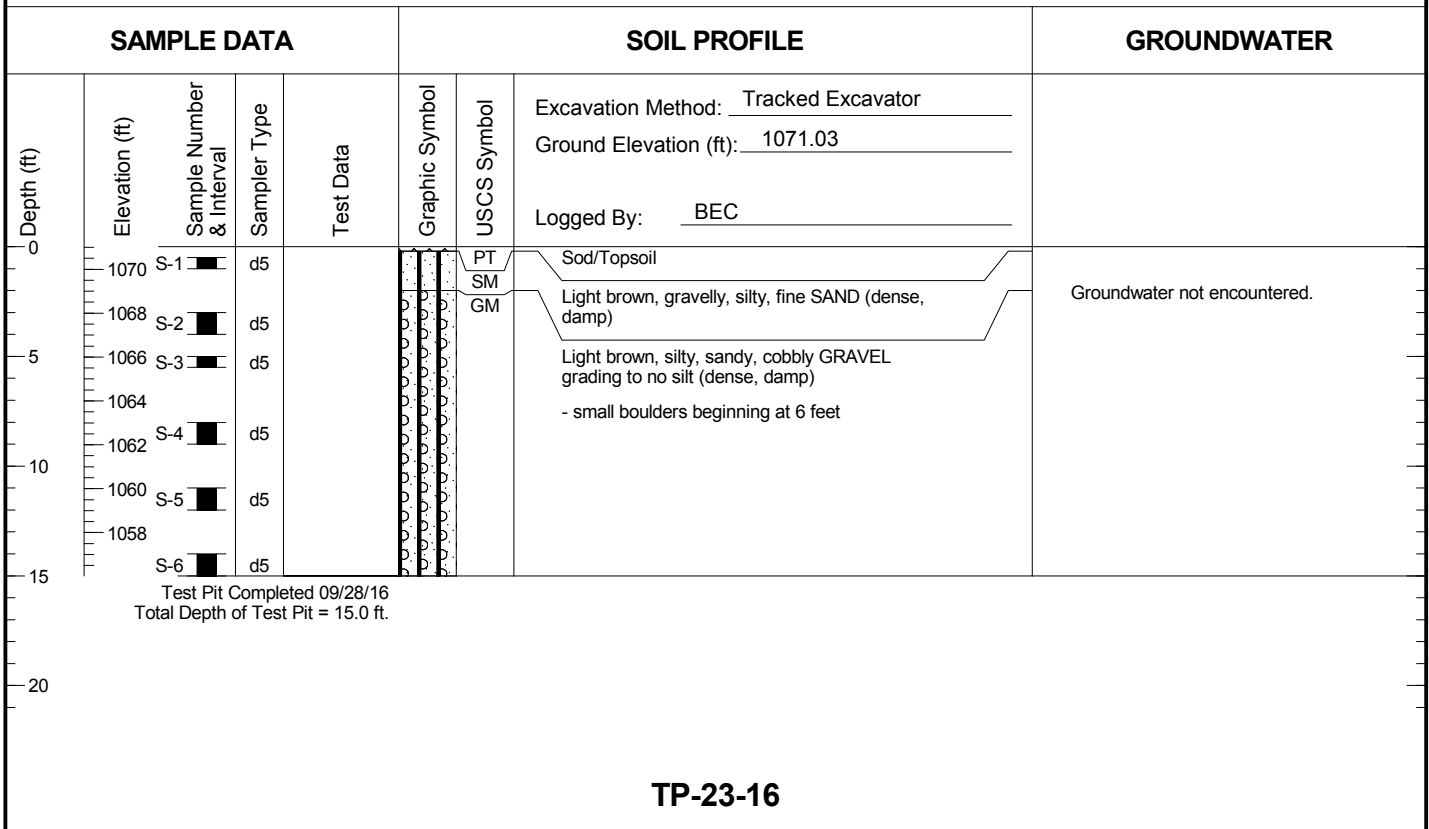 SAMPLE DATA
SOIL PROFILE
GROUNDWATER
Depth (ft)
Elevation (ft)
Sample Number
& Interval
Sampler Type
Test Data
Graphic Symbol
USCS Symbol
Excavation Method: Tracked Excavator
Ground Elevation (ft): 1071.03
Logged By: BEC
0
1070 S-1 d5
PT
Sod/Topsoil
SM
Light brown, gravelly, silty, fine SAND (dense,
damp)
Groundwater not encountered.
GM
1068 S-2 d5
5
1066 S-3 d5
Light brown, silty, sandy, cobbly GRAVEL
grading to no silt (dense, damp)
1064
- small boulders beginning at 6 feet
S-4 d5
1062
10
1060 S-5 d5
1058
S-6 d5
15
Test Pit Completed 09/28/16
Total Depth of Test Pit = 15.0 ft.
20
TP-23-16